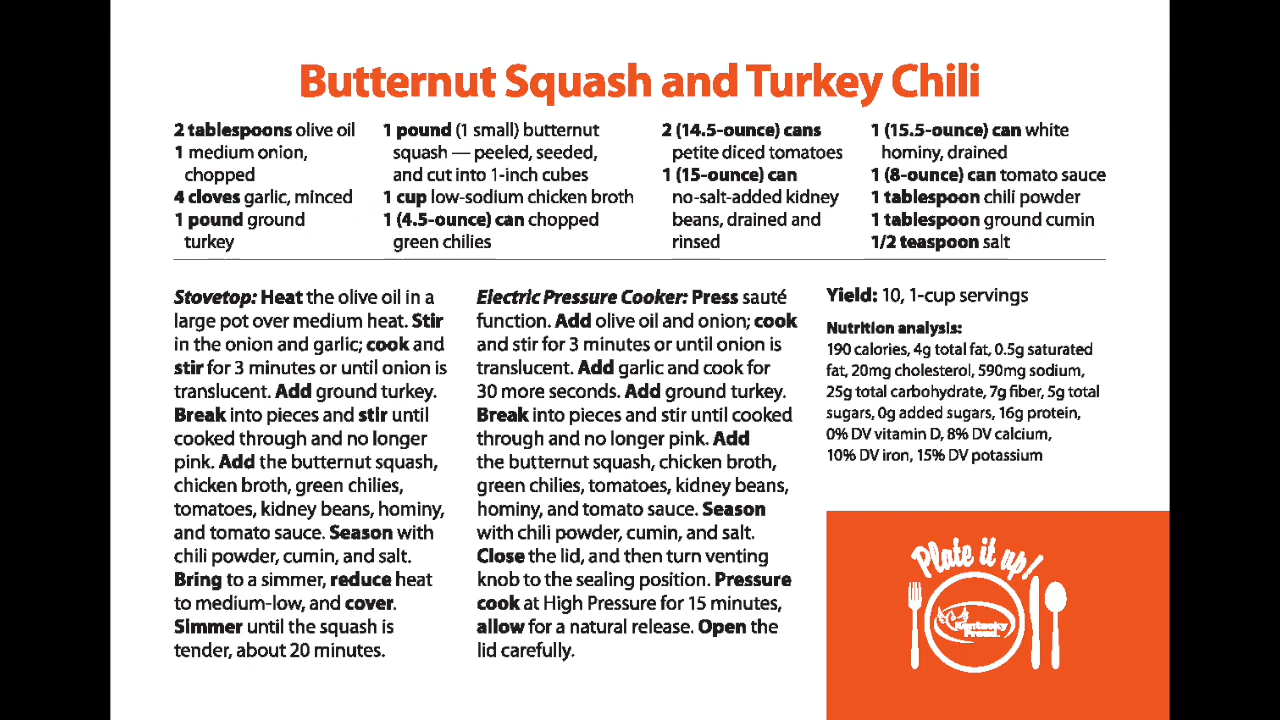 Butternut Squash and Turkey Chili
2 tablespoons olive oil
1 medium onion,
chopped
4 cloves garlic, minced
1 pound ground
turkey
1 pound (1 small) butternut
squash — peeled, seeded,
and cut into 1-inch cubes
1 cup low-sodium chicken broth
1 (4.5-ounce) can chopped
green chilies
2 (14.5-ounce) cans
petite diced tomatoes
1 (15-ounce) can
no-salt-added kidney
beans, drained and
rinsed
1 (15.5-ounce) can white
hominy, drained
1 (8-ounce) can tomato sauce
1 tablespoon chili powder
1 tablespoon ground cumin
1/2 teaspoon salt
Stovetop: Heat the olive oil in a
large pot over medium heat. Stir
in the onion and garlic; cook and
stir for 3 minutes or until onion is
translucent. Add ground turkey.
Break into pieces and stir until
cooked through and no longer
pink. Add the butternut squash,
chicken broth, green chilies,
tomatoes, kidney beans, hominy,
and tomato sauce. Season with
chili powder, cumin, and salt.
Bring to a simmer, reduce heat
to medium-low, and cover.
Simmer until the squash is
tender, about 20 minutes.
Electric Pressure Cooker: Press sauté
function. Add olive oil and onion; cook
and stir for 3 minutes or until onion is
translucent. Add garlic and cook for
30 more seconds. Add ground turkey.
Break into pieces and stir until cooked
through and no longer pink. Add
the butternut squash, chicken broth,
green chilies, tomatoes, kidney beans,
hominy, and tomato sauce. Season
with chili powder, cumin, and salt.
Close the lid, and then turn venting
knob to the sealing position. Pressure
cook at High Pressure for 15 minutes,
allow for a natural release. Open the
lid carefully.
Yield: 10, 1-cup servings
Nutrition analysis:
190 calories, 4g total fat, 0.5g saturated
fat, 20mg cholesterol, 590mg sodium,
25g total carbohydrate, 7g fiber, 5g total
sugars, 0g added sugars, 16g protein,
0% DV vitamin D, 8% DV calcium,
10% DV iron, 15% DV potassium
Plate it up!
Kentucky
Proud